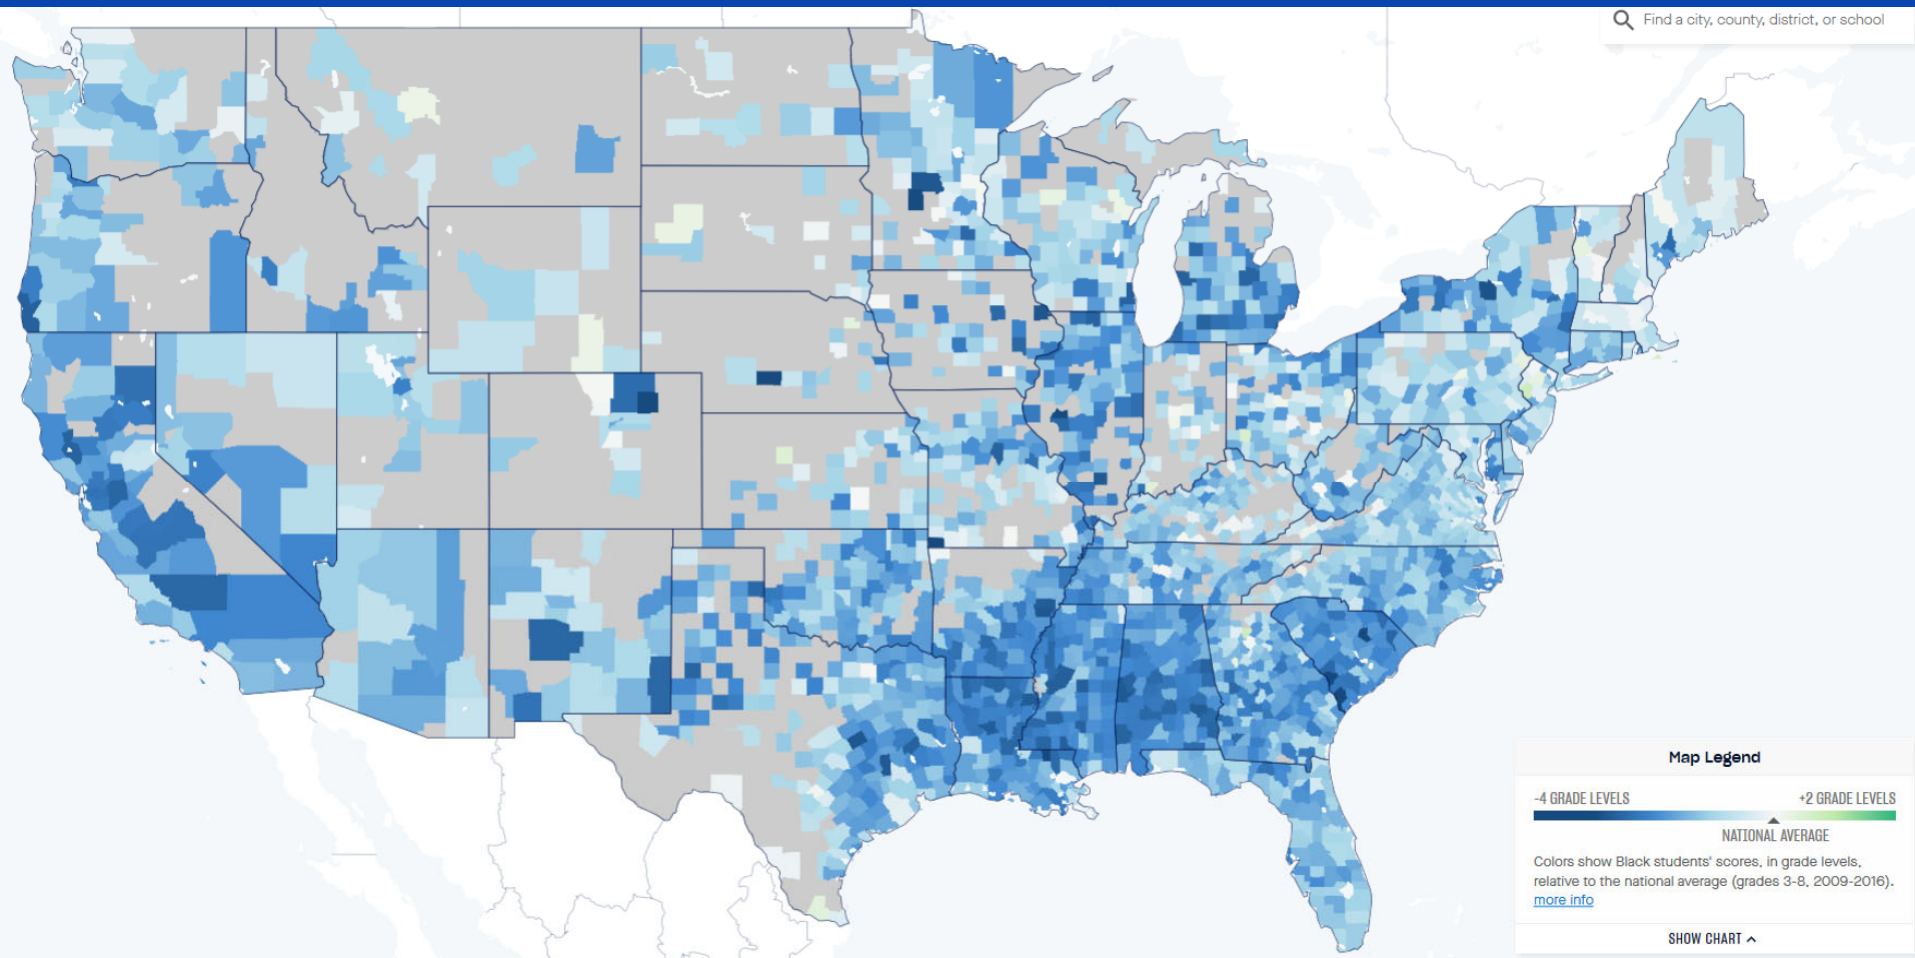 Find a city, county, district, or school
Map Legend
-4 GRADE LEVELS +2 GRADE LEVELS
NATIONAL AVERAGE
Colors show Black students' scores, in grade levels,
relative to the national average (grades 3-8, 2009-2016).
more info
SHOW CHART